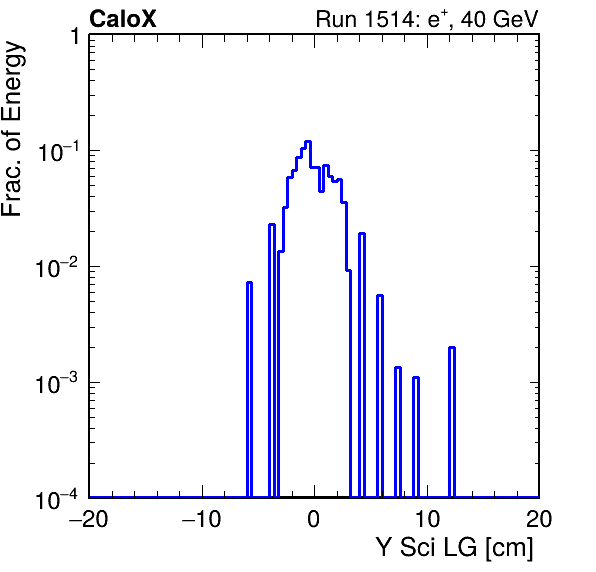 CaloX Run 1514: e⁺, 40 GeV
Frac. of Energy
1
10⁻¹
10⁻²
10⁻³
10⁻⁴
−20 −10 0 10 20
Y Sci LG [cm]